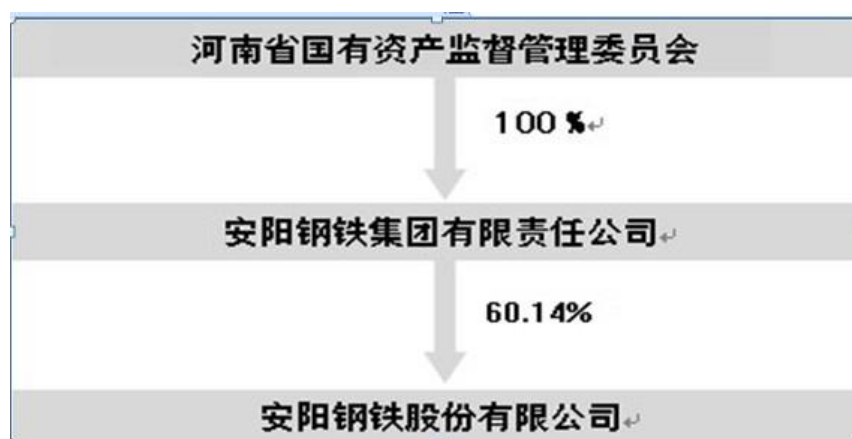 河南省国有资产监督管理委员会
100 %
安阳钢铁集团有限责任公司
60.14%
安阳钢铁股份有限公司